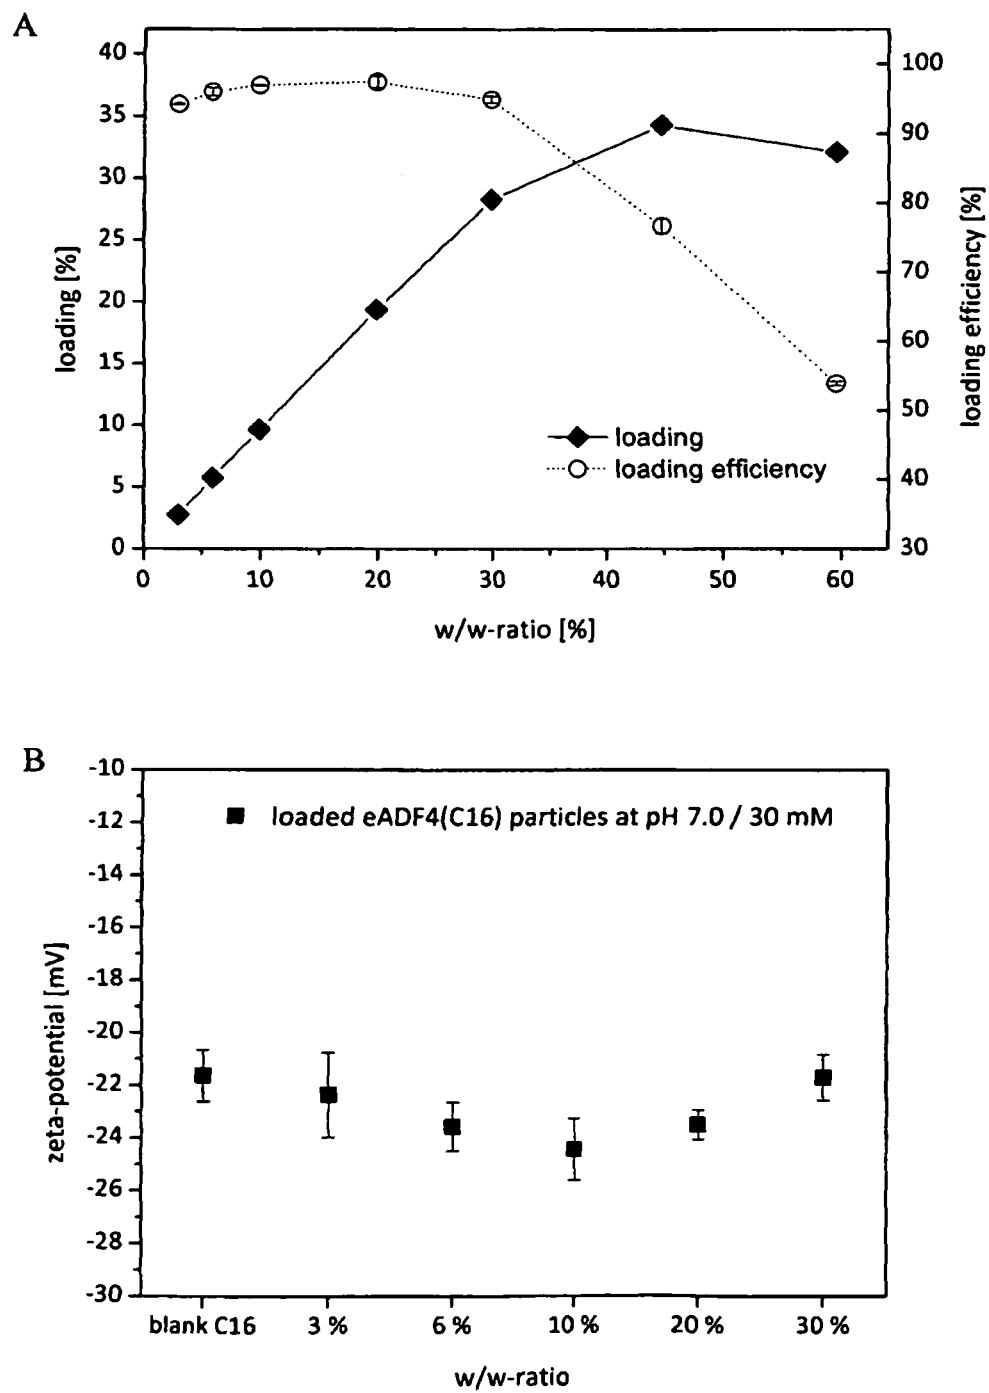 A
40
35
30
25
20
15
10
5
0
loading [%]
100
90
80
70
60
50
40
30
loading efficiency [%]
loading
loading efficiency
0 10 20 30 40 50 60
w/w-ratio [%]
B
-10
-12
-14
-16
-18
-20
-22
-24
-26
-28
-30
zeta-potential [mV]
loaded eADF4(C16) particles at pH 7.0 / 30 mM
blank C16 3 % 6 % 10 % 20 % 30 %
w/w-ratio